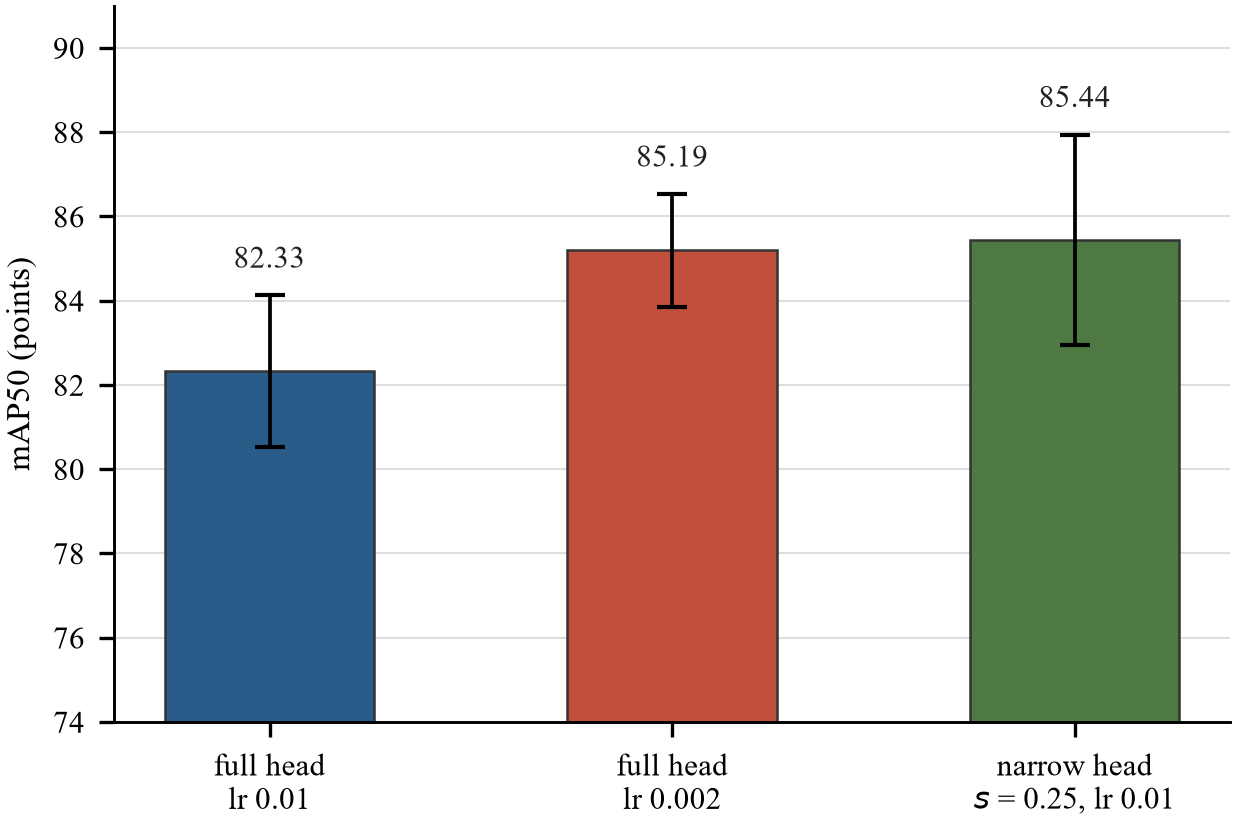 mAP50 (points)
90
88
86
84
82
80
78
76
74
82.33
85.19
85.44
full head
lr 0.01
full head
lr 0.002
narrow head
s = 0.25, lr 0.01